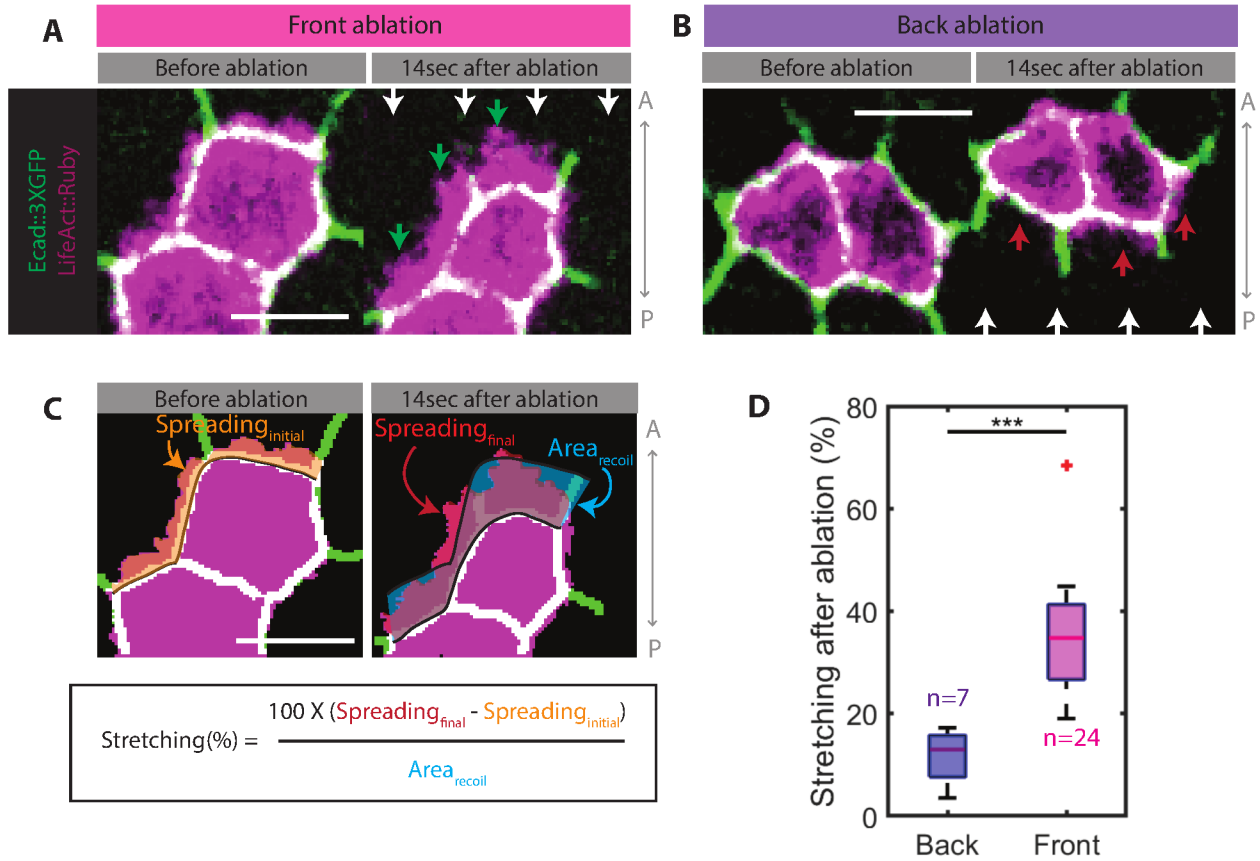 A
Front ablation
Before ablation
14sec after ablation
Ecad::3XGFP
LifeAct::Ruby
A
P
B
Back ablation
Before ablation
14sec after ablation
A
P
C
Before ablation
14sec after ablation
Spreading initial
Spreading final
Area recoil
A
P
Stretching(%) = 100 X (Spreading final - Spreading initial) / Area recoil
D
Stretching after ablation (%)
80
60
40
20
0
***
n=7
n=24
Back
Front